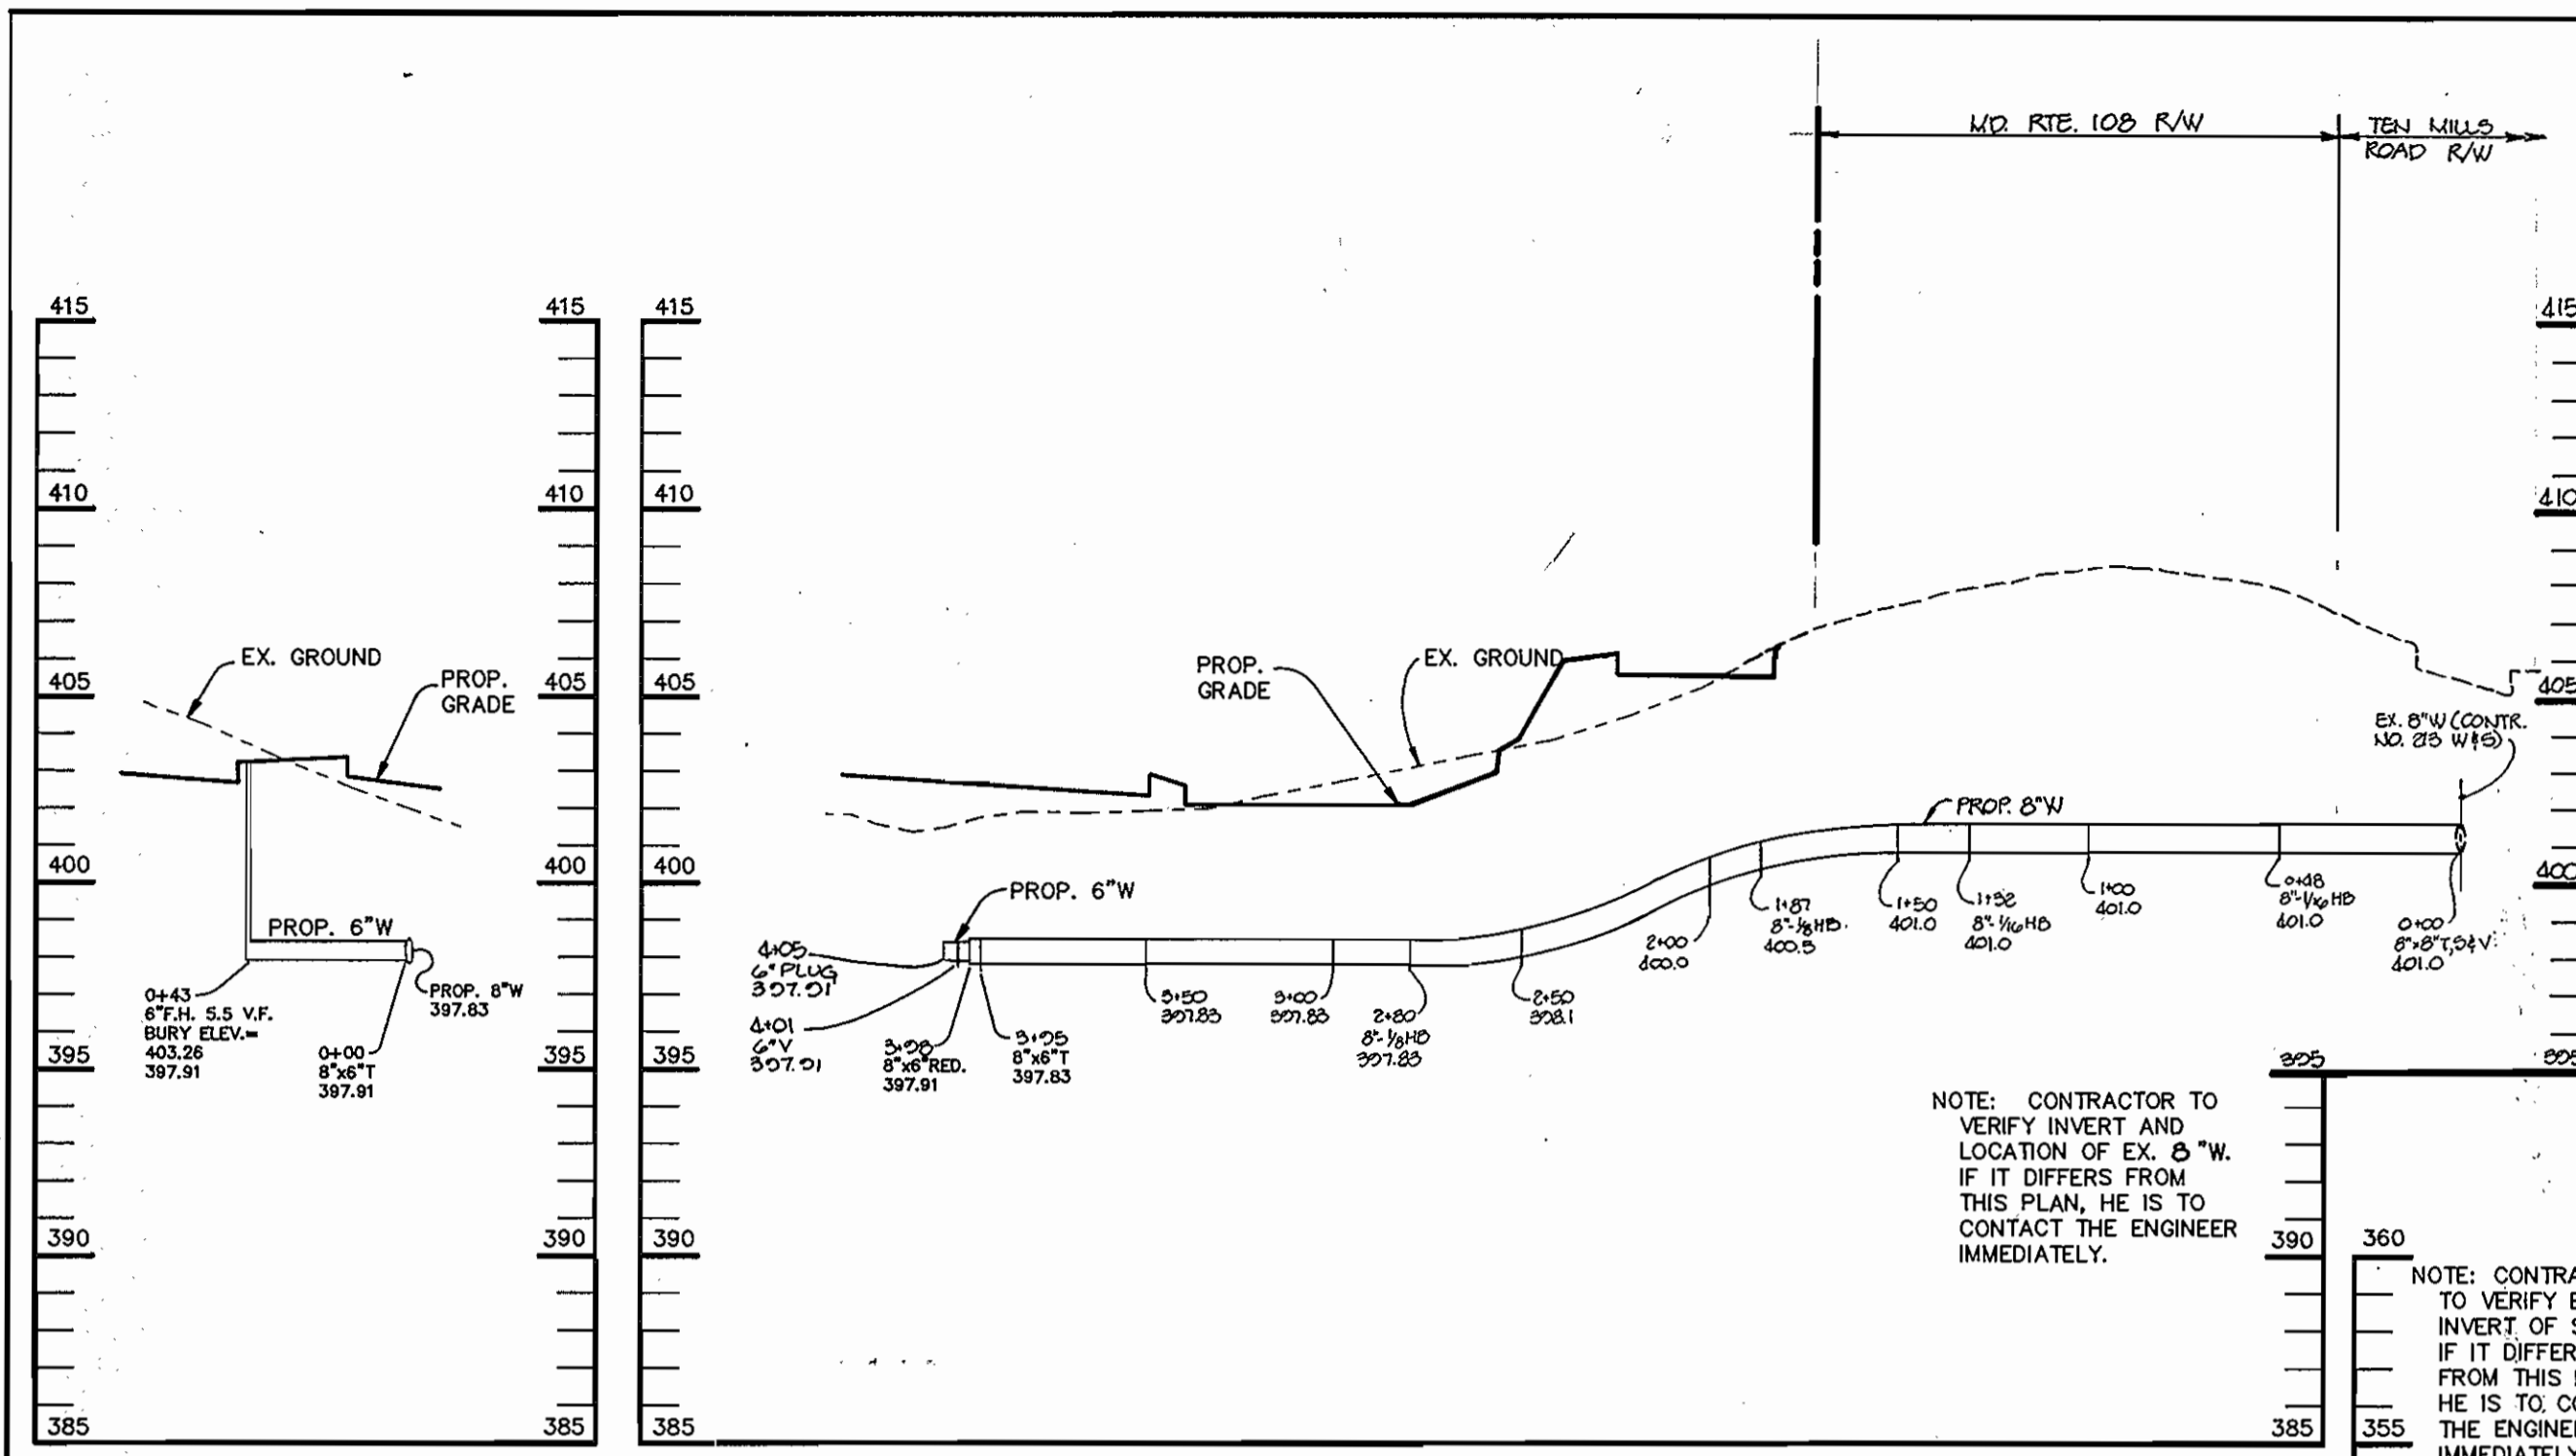 MD. RTE. 108 R/W
TEN MILLS
ROAD R/W
415
415
415
415
410
410
410
410
EX. GROUND
PROP.
GRADE
405
405
405
405
PROP.
GRADE
EX. GROUND
EX. 8"W (CONTR.
NO. 213 W&S)
400
400
400
400
PROP. 6"W
PROP. 8"W
397.83
0+43
6"F.H. 5.5 V.F.
BURY ELEV.=
403.26
397.91
0+00
8"x6"T
397.91
PROP. 6"W
PROP. 8"W
4+05
6" PLUG
397.91
4+01
6"V
397.91
3+98
8"x6"RED.
397.91
3+95
8"x6"T
397.83
3+50
397.83
3+00
397.83
2+80
8"-1/8HB
397.83
2+50
398.1
2+00
400.0
1+87
8"-1/8HB.
400.5
1+50
401.0
1+32
8"-1/16HB
401.0
1+00
401.0
0+48
8"-1/16HB
401.0
0+00
8"x8"T,S&V.
401.0
395
395
395
395
395
NOTE: CONTRACTOR TO
VERIFY INVERT AND
LOCATION OF EX. 8"W.
IF IT DIFFERS FROM
THIS PLAN, HE IS TO
CONTACT THE ENGINEER
IMMEDIATELY.
390
390
390
390
360
NOTE: CONTRA
TO VERIFY E
INVERT OF S
IF IT DIFFER
FROM THIS
HE IS TO CO
THE ENGINEE
IMMEDIATELY
385
385
385
385
355